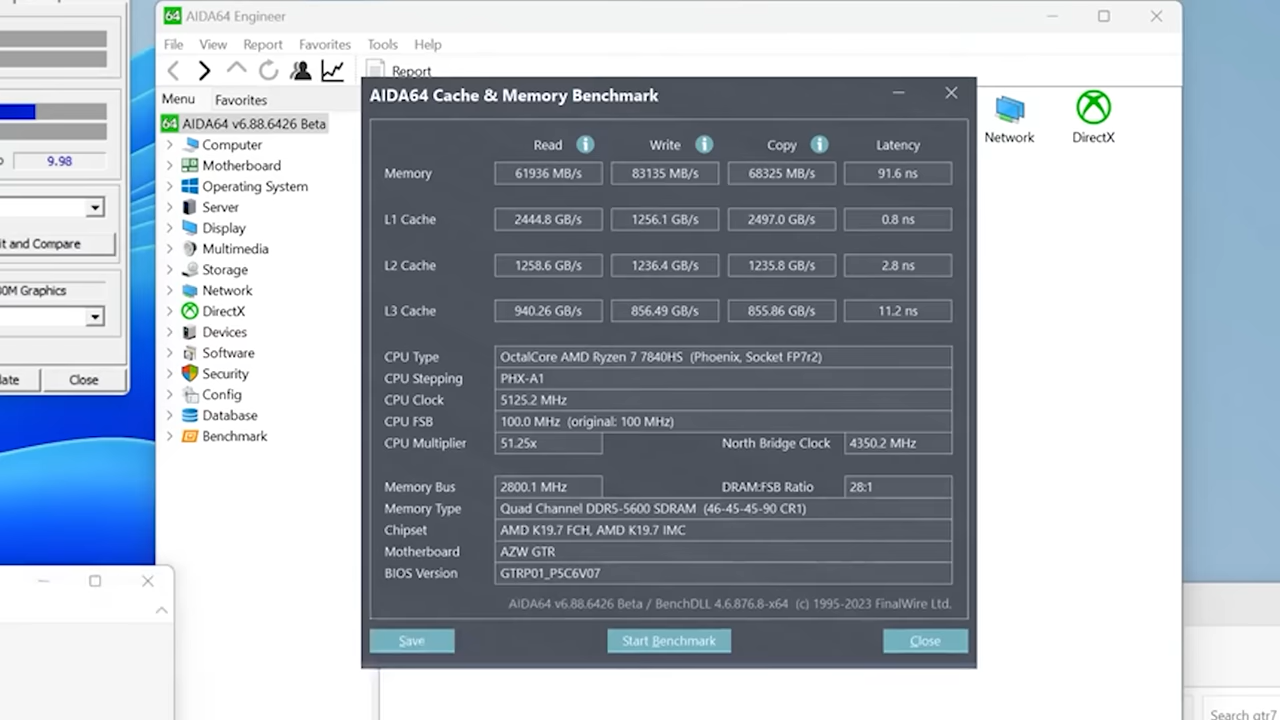 AIDA64 Engineer
File View Report Favorites Tools Help
Report
Menu Favorites
AIDA64 v6.88.6426 Beta
Computer
Motherboard
Operating System
Server
Display
Multimedia
Storage
Network
DirectX
Devices
Software
Security
Config
Database
Benchmark
9.98
it and Compare
80M Graphics
Close
AIDA64 Cache & Memory Benchmark
Read Write Copy Latency
Memory 61936 MB/s 83135 MB/s 68325 MB/s 91.6 ns
L1 Cache 2444.8 GB/s 1256.1 GB/s 2497.0 GB/s 0.8 ns
L2 Cache 1258.6 GB/s 1236.4 GB/s 1235.8 GB/s 2.8 ns
L3 Cache 940.26 GB/s 856.49 GB/s 855.86 GB/s 11.2 ns
CPU Type OctalCore AMD Ryzen 7 7840HS (Phoenix, Socket FP7r2)
CPU Stepping PHX-A1
CPU Clock 5125.2 MHz
CPU FSB 100.0 MHz (original: 100 MHz)
CPU Multiplier 51.25x North Bridge Clock 4350.2 MHz
Memory Bus 2800.1 MHz DRAM:FSB Ratio 28:1
Memory Type Quad Channel DDR5-5600 SDRAM (46-45-45-90 CR1)
Chipset AMD K19.7 FCH, AMD K19.7 IMC
Motherboard AZW GTR
BIOS Version GTRP01_P5C6V07
AIDA64 v6.88.6426 Beta / BenchDLL 4.6.876.8-x64 (c) 1995-2023 FinalWire Ltd.
Save Start Benchmark Close
Network DirectX
Search gtr7